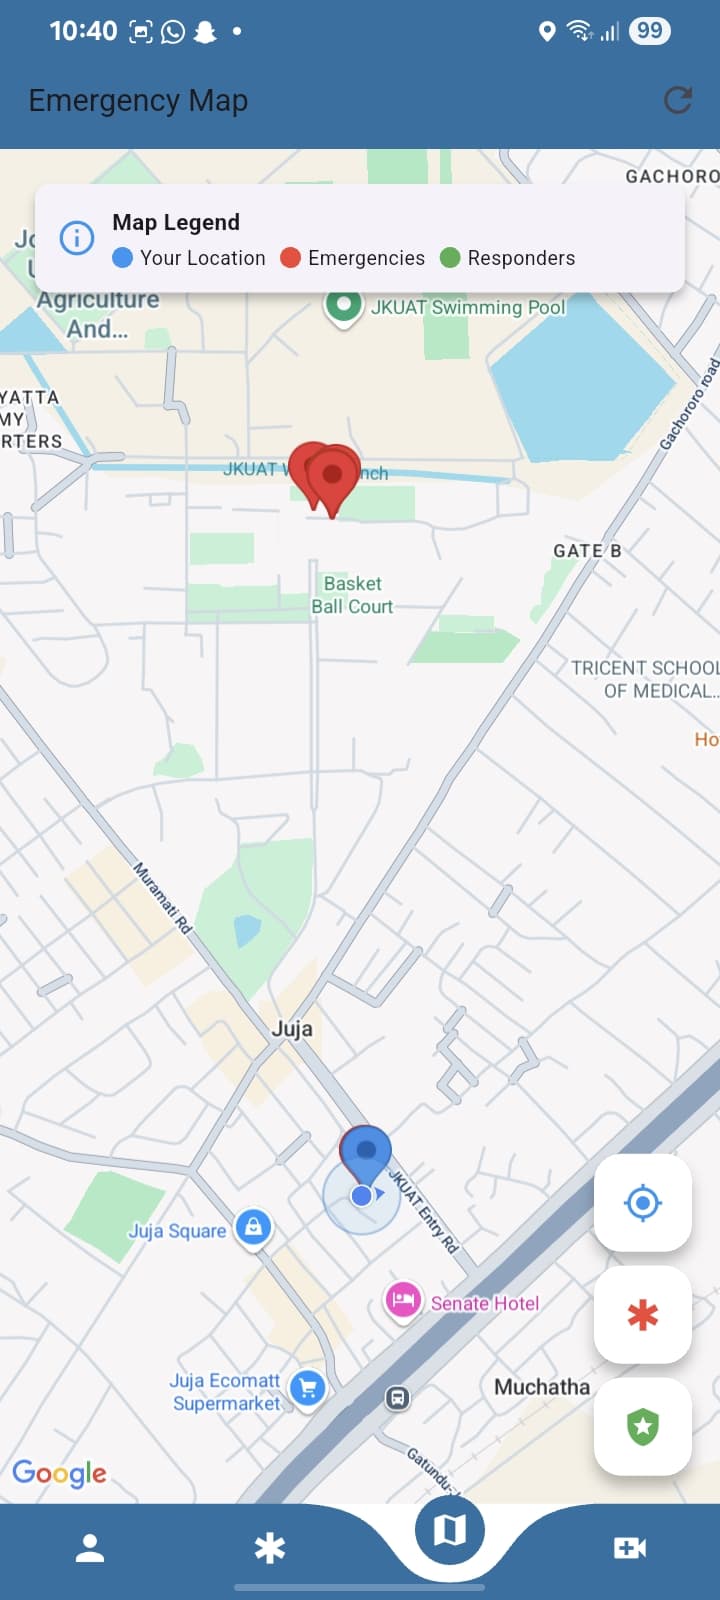 10:40
99
Emergency Map
GACHORO
Map Legend
Your Location Emergencies Responders
Agriculture
And...
JKUAT Swimming Pool
YATTA
MY
RTERS
Gachororo road
JKUAT W
nch
GATE B
Basket
Ball Court
TRICENT SCHOOL
OF MEDICAL...
Ho
Muramati Rd
Juja
JKUAT Entry Rd
Juja Square
Senate Hotel
Juja Ecomatt
Supermarket
Muchatha
Gatundu-
Google